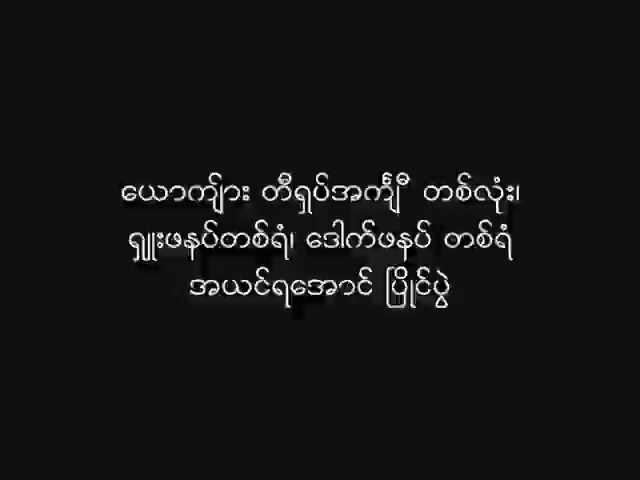 ယောကျ်ား တီရှပ်အင်္ကျီ တစ်လုံး၊
ရှူးဖနပ်တစ်ရံ၊ ဒေါက်ဖနပ် တစ်ရံ
အယင်ရအောင် ပြိုင်ပွဲ